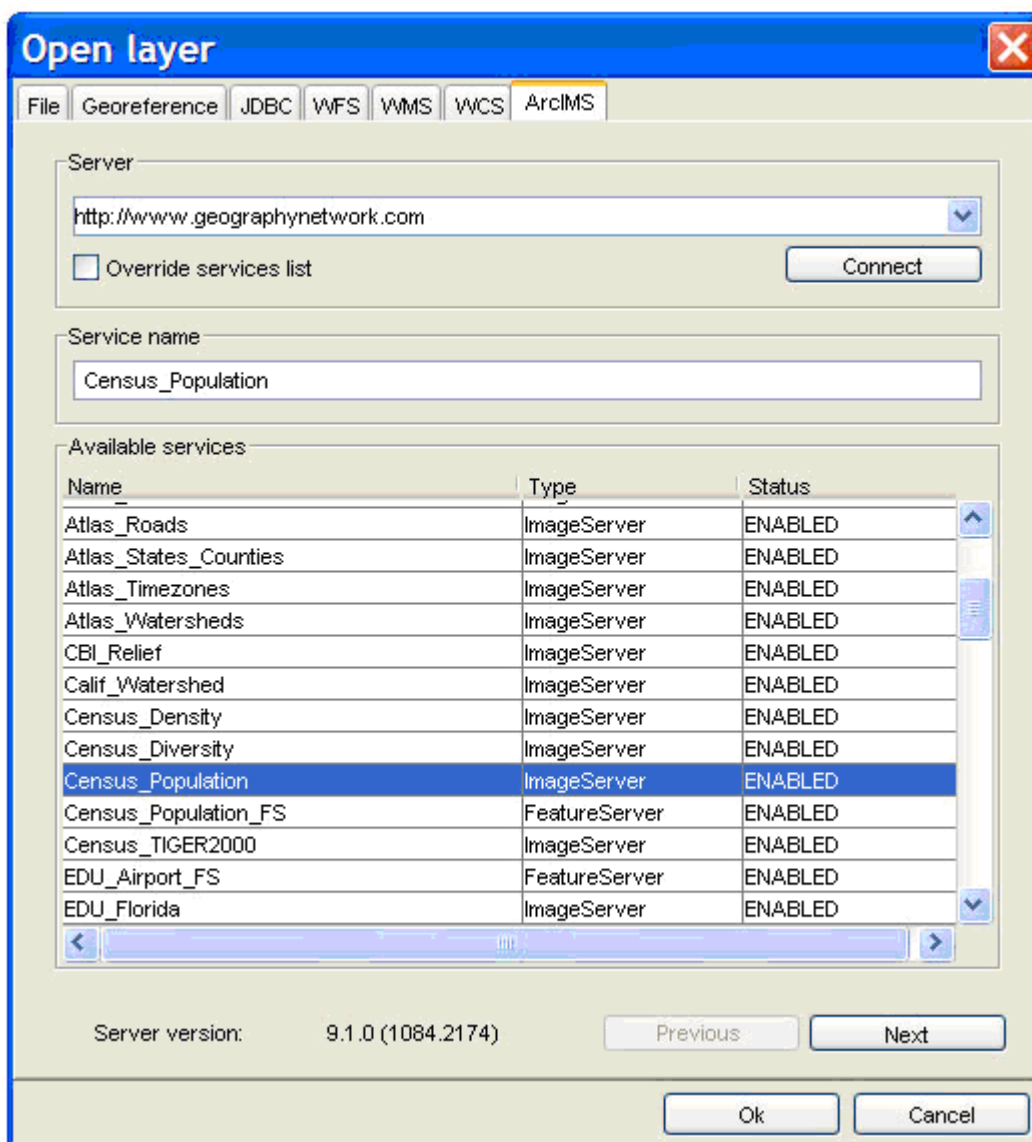 Open layer
File Georeference JDBC WFS WMS WCS ArcIMS
Server
http://www.geographynetwork.com
Override services list Connect
Service name
Census_Population
Available services
Name Type Status
Atlas_Roads ImageServer ENABLED
Atlas_States_Counties ImageServer ENABLED
Atlas_Timezones ImageServer ENABLED
Atlas_Watersheds ImageServer ENABLED
CBI_Relief ImageServer ENABLED
Calif_Watershed ImageServer ENABLED
Census_Density ImageServer ENABLED
Census_Diversity ImageServer ENABLED
Census_Population ImageServer ENABLED
Census_Population_FS FeatureServer ENABLED
Census_TIGER2000 ImageServer ENABLED
EDU_Airport_FS FeatureServer ENABLED
EDU_Florida ImageServer ENABLED
Server version: 9.1.0 (1084.2174) Previous Next
Ok Cancel